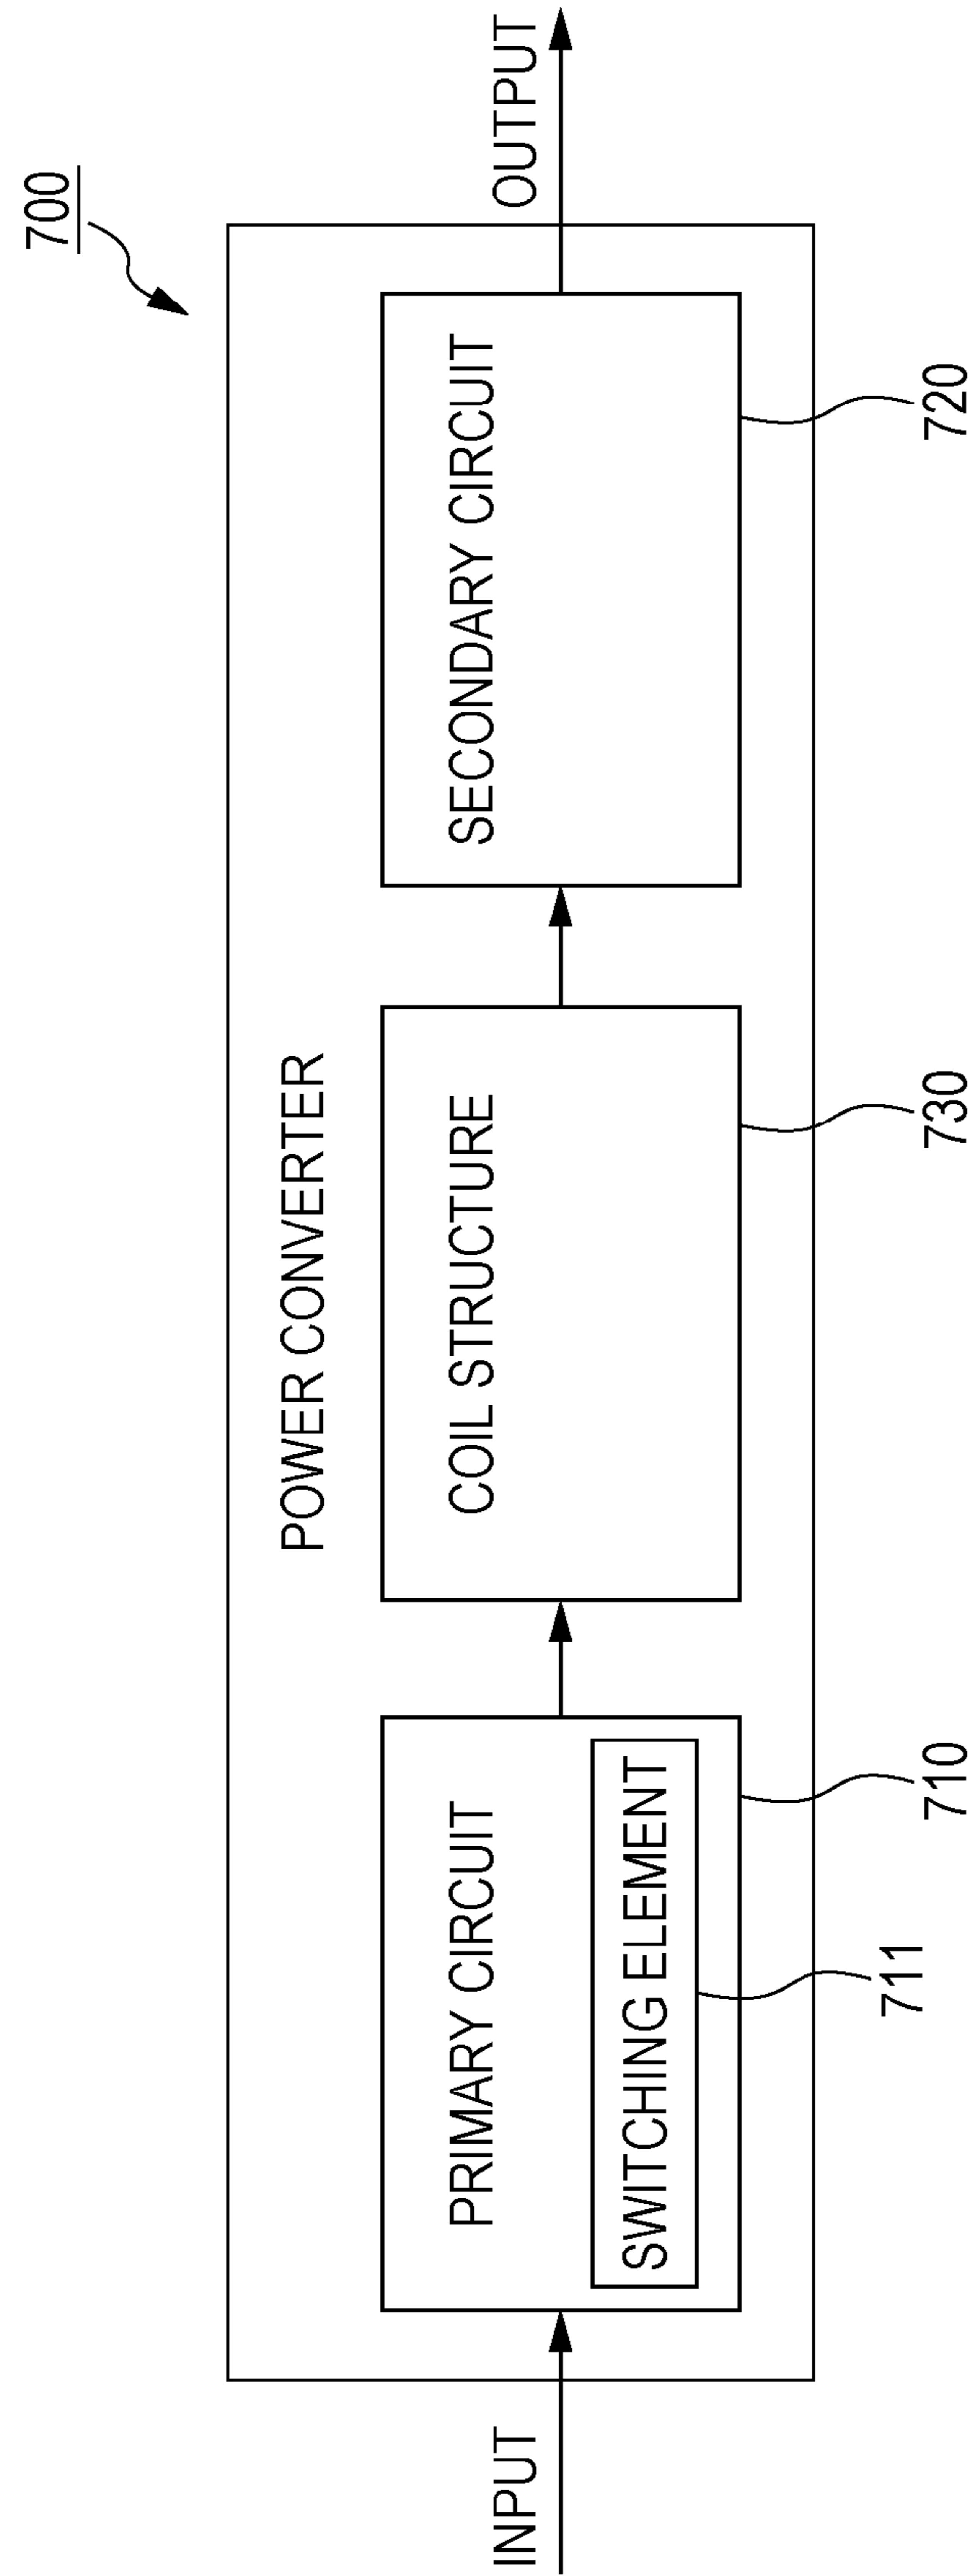 700
POWER CONVERTER
INPUT
PRIMARY CIRCUIT
SWITCHING ELEMENT
COIL STRUCTURE
SECONDARY CIRCUIT
OUTPUT
711
710
730
720